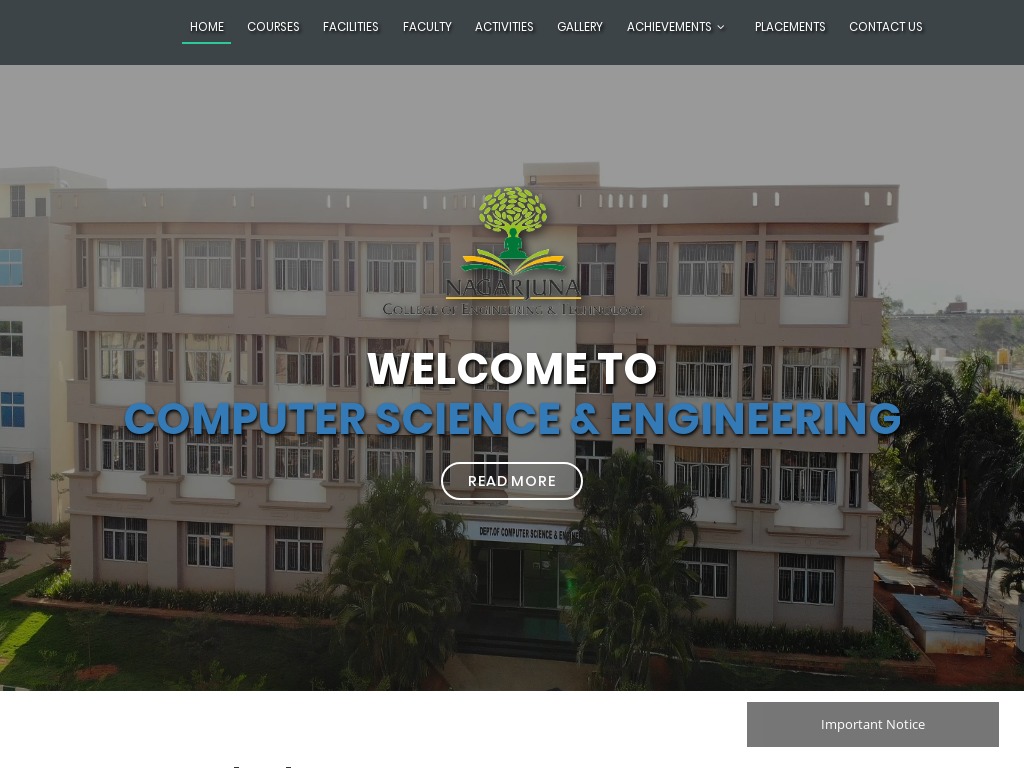 HOME COURSES FACILITIES FACULTY ACTIVITIES GALLERY ACHIEVEMENTS PLACEMENTS CONTACT US
NAGARJUNA
COLLEGE OF ENGINEERING & TECHNOLOGY
WELCOME TO
COMPUTER SCIENCE & ENGINEERING
READ MORE
DEPT.OF COMPUTER SCIENCE &
Important Notice